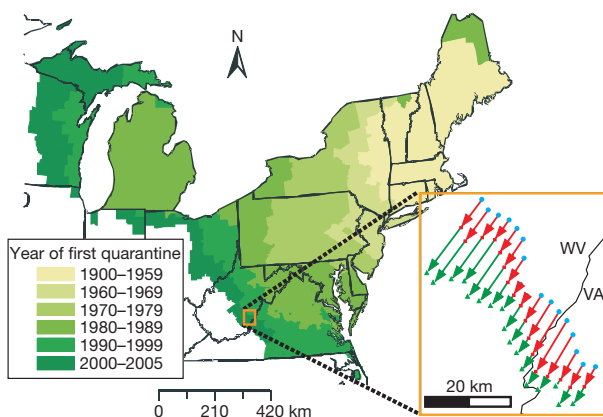 N
Year of first quarantine
1900–1959
1960–1969
1970–1979
1980–1989
1990–1999
2000–2005
WV
VA
20 km
0 210 420 km